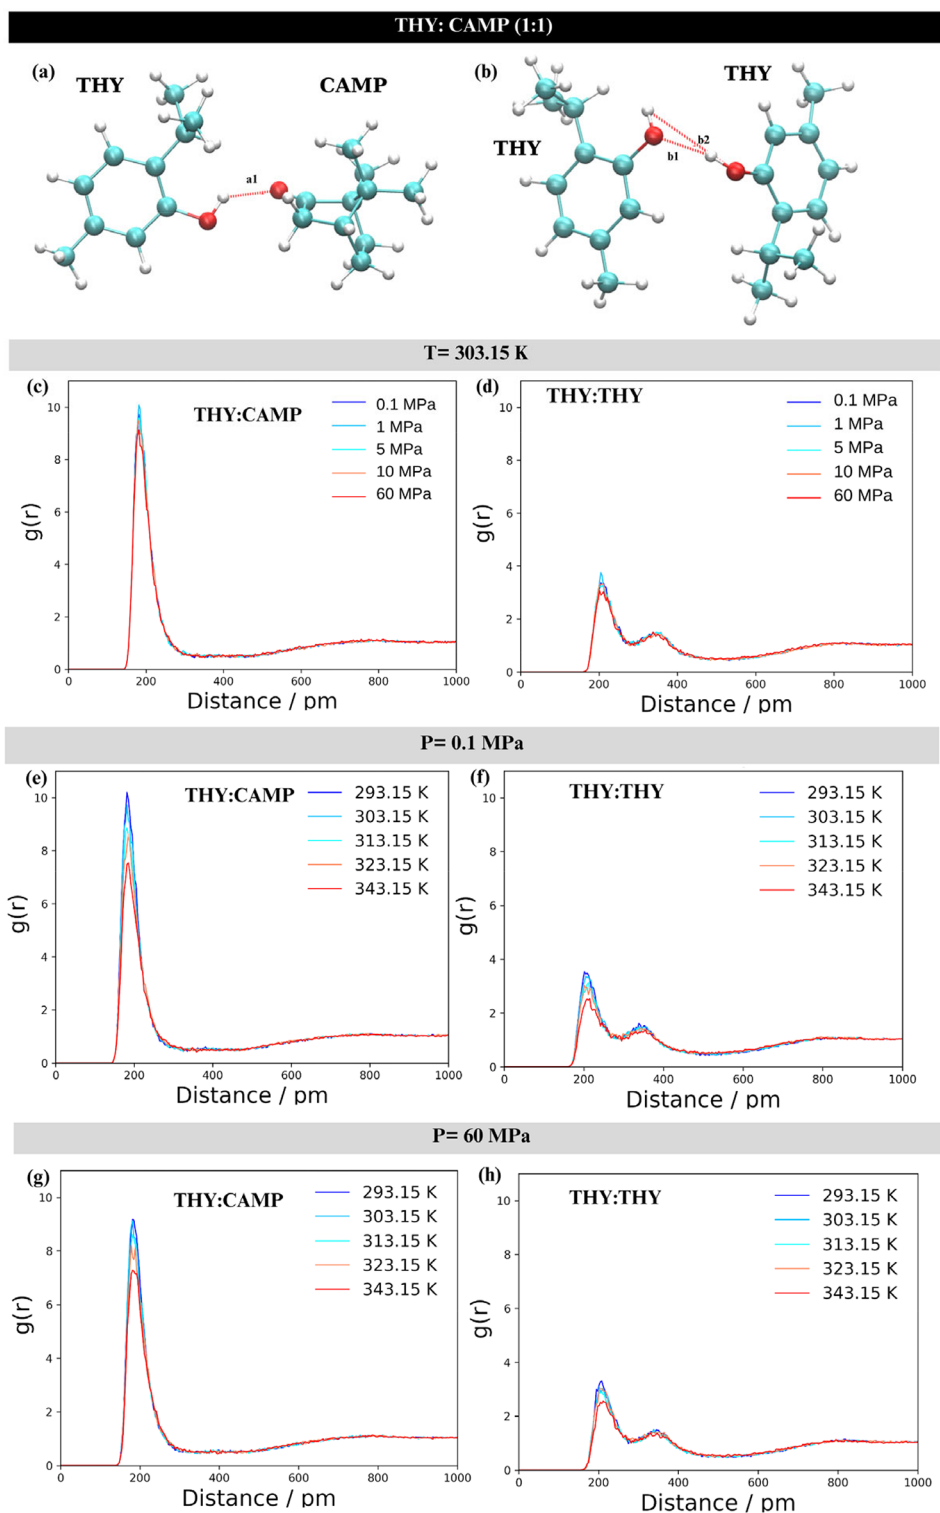 THY: CAMP (1:1)
(a)
THY
CAMP
a1
(b)
THY
THY
b1
b2
T= 303.15 K
(c)
THY:CAMP
0.1 MPa
1 MPa
5 MPa
10 MPa
60 MPa
g(r)
10
8
6
4
2
0
0 200 400 600 800 1000
Distance / pm
(d)
THY:THY
0.1 MPa
1 MPa
5 MPa
10 MPa
60 MPa
g(r)
10
8
6
4
2
0
0 200 400 600 800 1000
Distance / pm
P= 0.1 MPa
(e)
THY:CAMP
293.15 K
303.15 K
313.15 K
323.15 K
343.15 K
g(r)
10
8
6
4
2
0
0 200 400 600 800 1000
Distance / pm
(f)
THY:THY
293.15 K
303.15 K
313.15 K
323.15 K
343.15 K
g(r)
10
8
6
4
2
0
0 200 400 600 800 1000
Distance / pm
P= 60 MPa
(g)
THY:CAMP
293.15 K
303.15 K
313.15 K
323.15 K
343.15 K
g(r)
10
8
6
4
2
0
0 200 400 600 800 1000
Distance / pm
(h)
THY:THY
293.15 K
303.15 K
313.15 K
323.15 K
343.15 K
g(r)
10
8
6
4
2
0
0 200 400 600 800 1000
Distance / pm